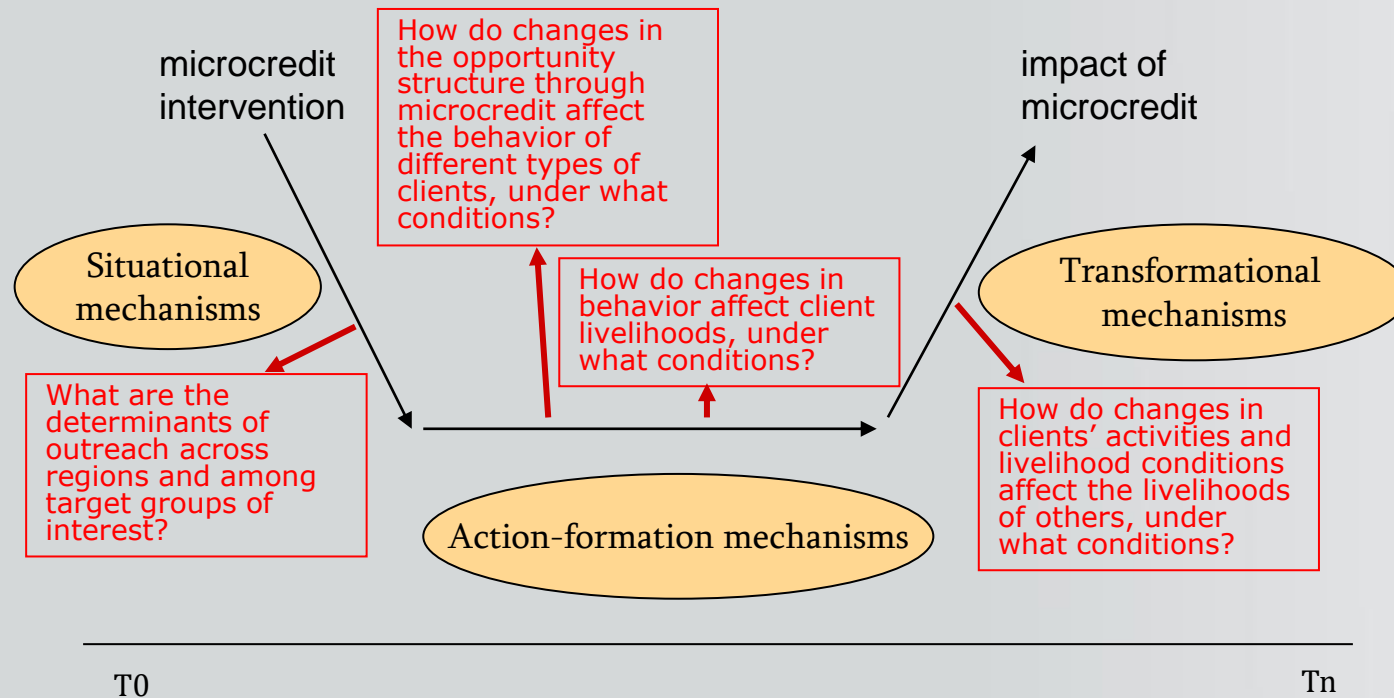 microcredit
intervention
How do changes in
the opportunity
structure through
microcredit affect
the behavior of
different types of
clients, under what
conditions?
impact of
microcredit
Situational
mechanisms
How do changes in
behavior affect client
livelihoods, under
what conditions?
Transformational
mechanisms
What are the
determinants of
outreach across
regions and among
target groups of
interest?
How do changes in
clients’ activities and
livelihood conditions
affect the livelihoods
of others, under
what conditions?
Action-formation mechanisms
T0
Tn